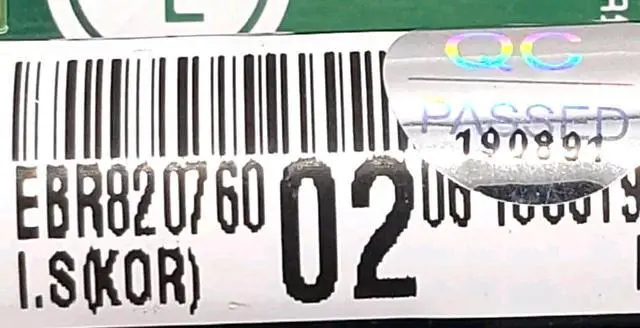 QC
PASSED
190891
EBR820760
02
I.S(KOR)